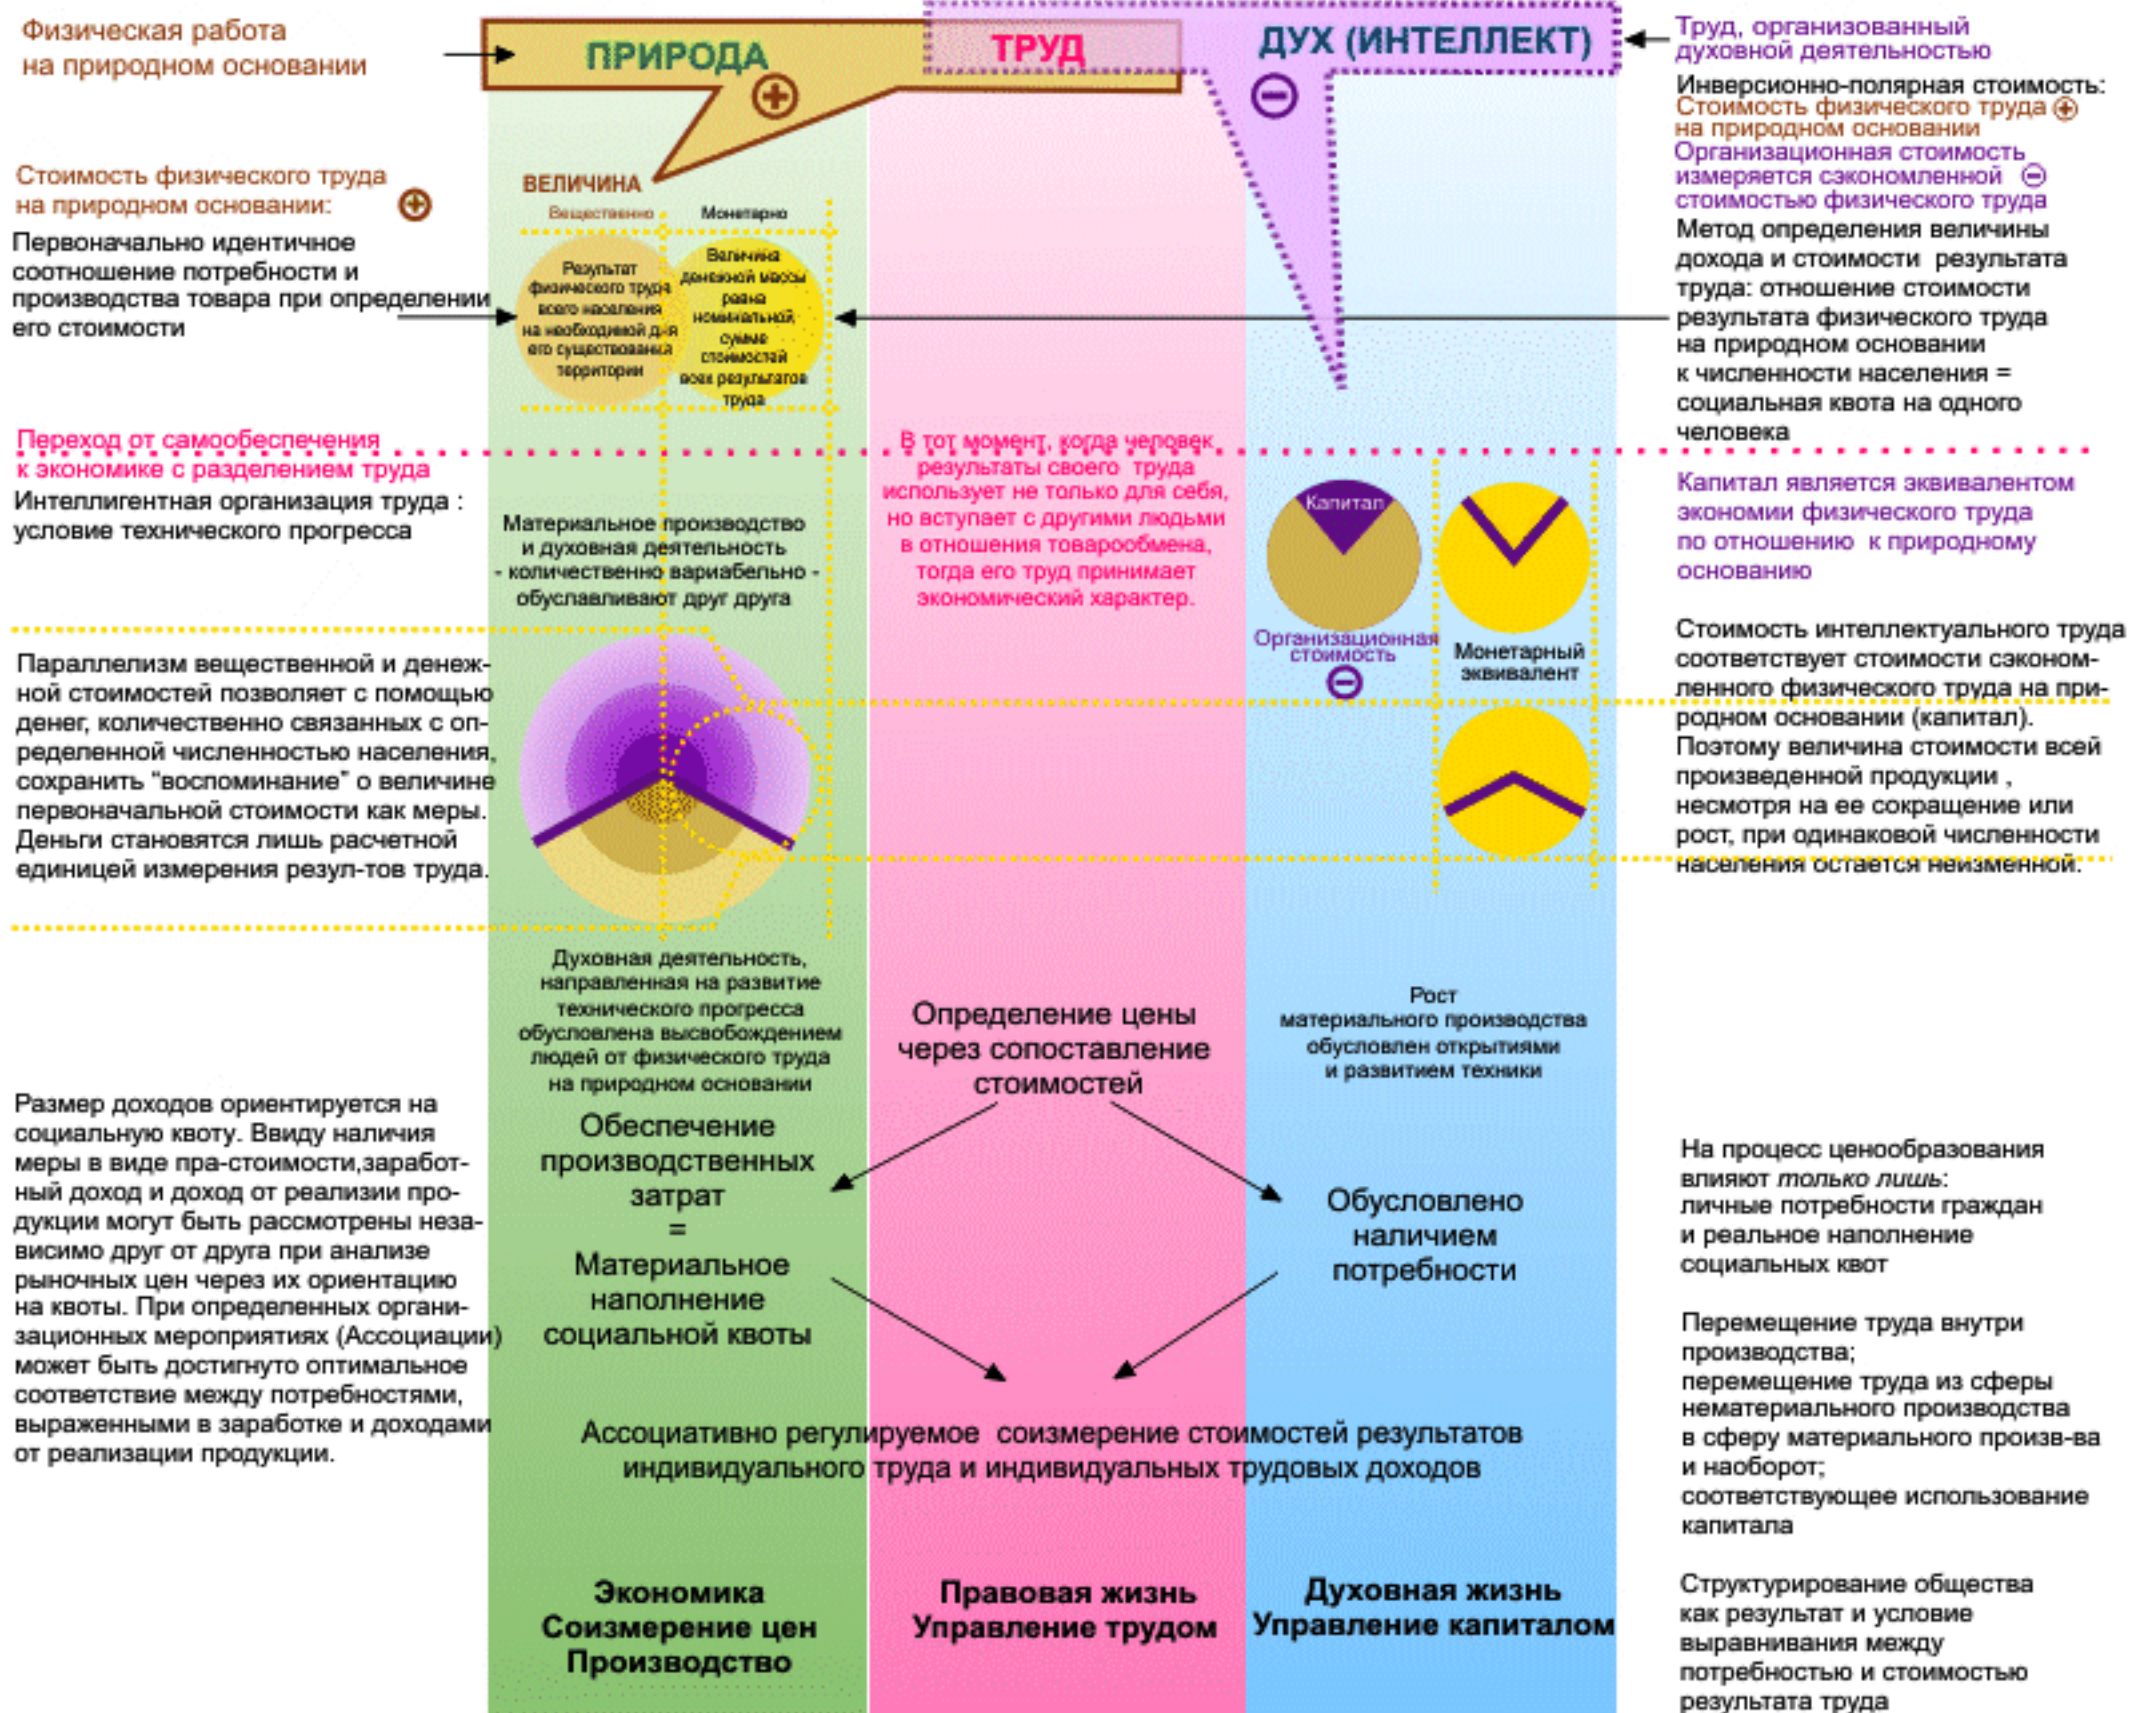 Физическая работа
на природном основании
ПРИРОДА
ТРУД
ДУХ (ИНТЕЛЛЕКТ)
Труд, организованный
духовной деятельностью
Инверсионно-полярная стоимость:
Стоимость физического труда
на природном основании
Организационная стоимость
измеряется сэкономленной
стоимостью физического труда
Метод определения величины
дохода и стоимости результата
труда: отношение стоимости
результата физического труда
на природном основании
к численности населения =
социальная квота на одного
человека
Стоимость физического труда
на природном основании:
Первоначально идентичное
соотношение потребности и
производства товара при определении
его стоимости
ВЕЛИЧИНА
Вещественно
Монетарно
Результат
физического труда
всего населения
на необходимой для
его существования
территории
Величина
денежной массы
равна
номинальной
сумме
стоимостей
всех результатов
труда
Переход от самообеспечения
к экономике с разделением труда
Интеллигентная организация труда :
условие технического прогресса
Материальное производство
и духовная деятельность
- количественно вариабельно -
обуславливают друг друга
В тот момент, когда человек
результаты своего труда
использует не только для себя,
но вступает с другими людьми
в отношения товарообмена,
тогда его труд принимает
экономический характер.
Капитал
Организационная
стоимость
Монетарный
эквивалент
Капитал является эквивалентом
экономии физического труда
по отношению к природному
основанию
Стоимость интеллектуального труда
соответствует стоимости сэконом-
ленного физического труда на при-
родном основании (капитал).
Поэтому величина стоимости всей
произведенной продукции ,
несмотря на ее сокращение или
рост, при одинаковой численности
населения остается неизменной.
Параллелизм вещественной и денеж-
ной стоимостей позволяет с помощью
денег, количественно связанных с оп-
ределенной численностью населения,
сохранить “воспоминание” о величине
первоначальной стоимости как меры.
Деньги становятся лишь расчетной
единицей измерения резул-тов труда.
Духовная деятельность,
направленная на развитие
технического прогресса
обусловлена высвобождением
людей от физического труда
на природном основании
Определение цены
через сопоставление
стоимостей
Рост
материального производства
обусловлен открытиями
и развитием техники
Размер доходов ориентируется на
социальную квоту. Ввиду наличия
меры в виде пра-стоимости,заработ-
ный доход и доход от реализии про-
дукции могут быть рассмотрены неза-
висимо друг от друга при анализе
рыночных цен через их ориентацию
на квоты. При определенных органи-
зационных мероприятиях (Ассоциации)
может быть достигнуто оптимальное
соответствие между потребностями,
выраженными в заработке и доходами
от реализации продукции.
Обеспечение
производственных
затрат
=
Материальное
наполнение
социальной квоты
Обусловлено
наличием
потребности
На процесс ценообразования
влияют только лишь:
личные потребности граждан
и реальное наполнение
социальных квот
Перемещение труда внутри
производства;
перемещение труда из сферы
нематериального производства
в сферу материального произв-ва
и наоборот;
соответствующее использование
капитала
Ассоциативно регулируемое соизмерение стоимостей результатов
индивидуального труда и индивидуальных трудовых доходов
Экономика
Соизмерение цен
Производство
Правовая жизнь
Управление трудом
Духовная жизнь
Управление капиталом
Структурирование общества
как результат и условие
выравнивания между
потребностью и стоимостью
результата труда